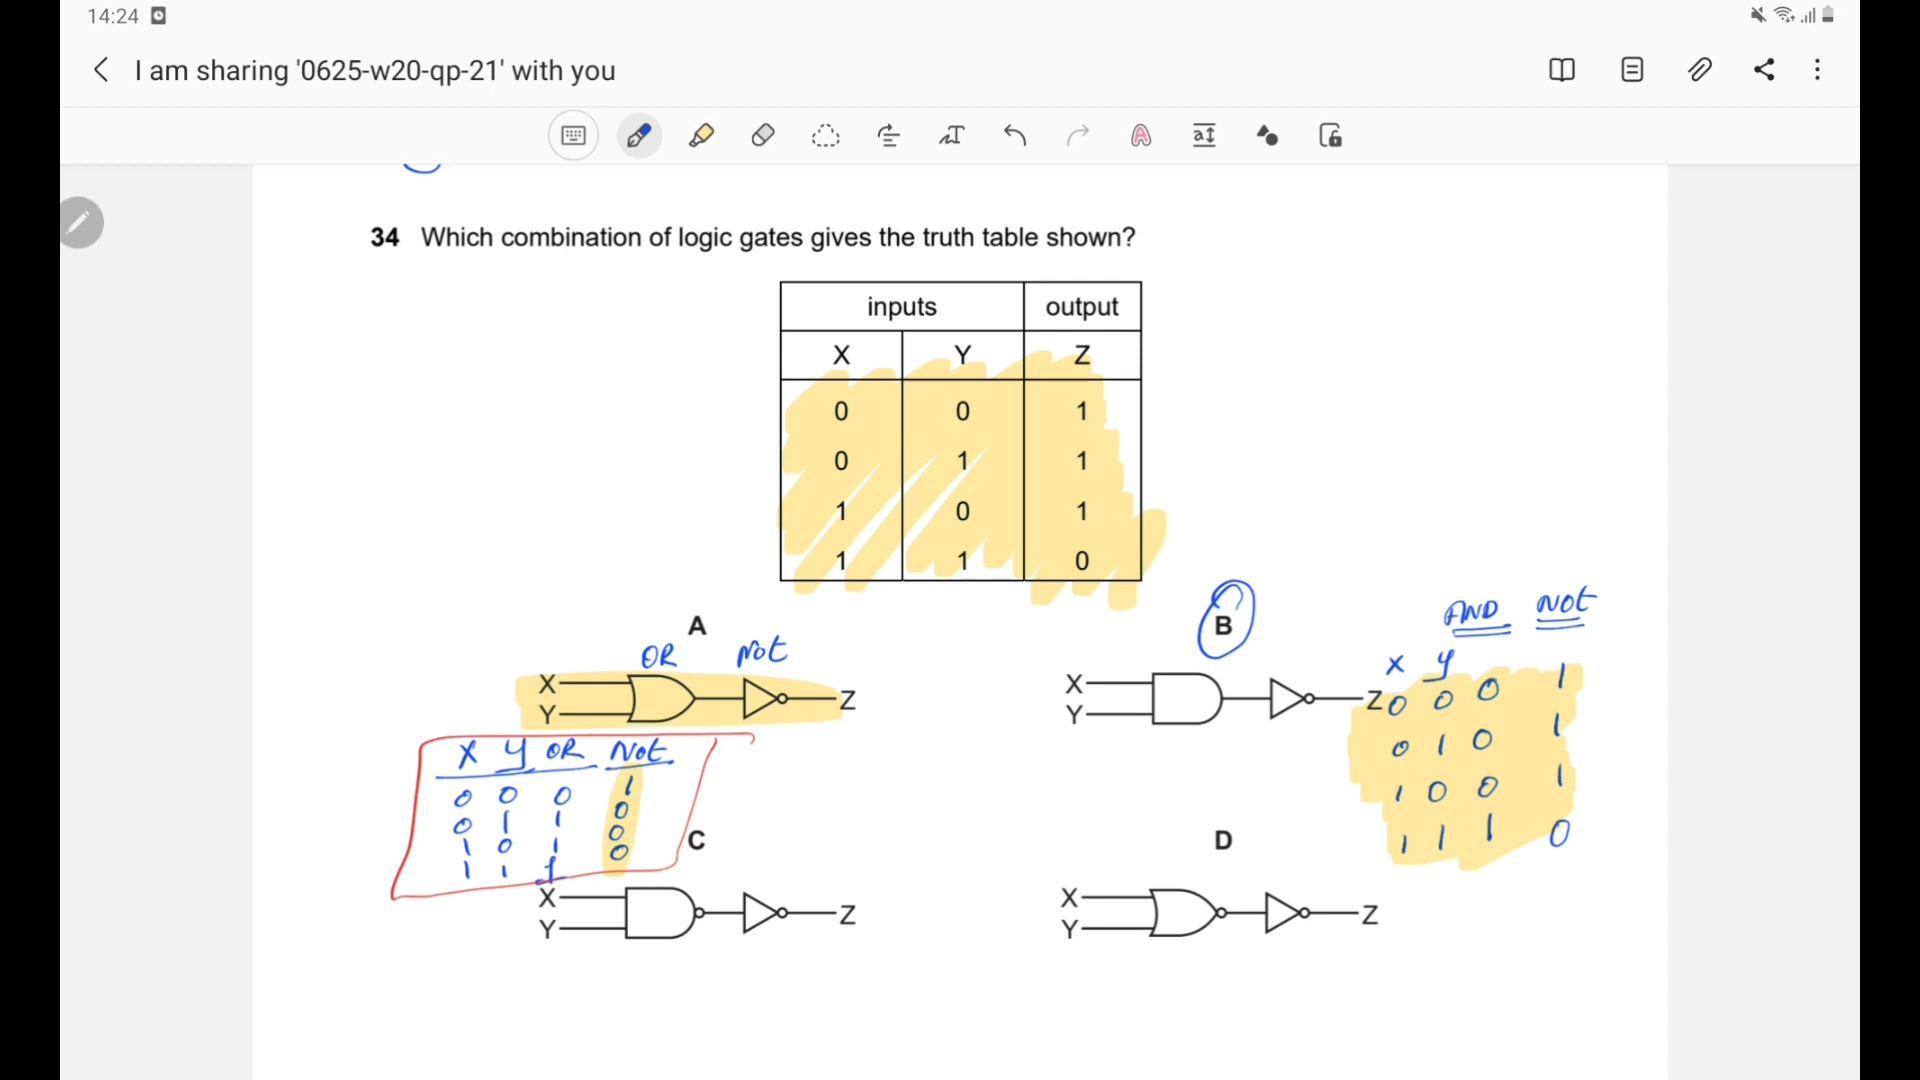 14:24
I am sharing '0625-w20-qp-21' with you
34 Which combination of logic gates gives the truth table shown?
inputs output
X Y Z
0 0 1
0 1 1
1 0 1
1 1 0
A B
OR Not
AND Not
X
Y
Z
X
Y
Z
X Y
0 0 0 1
0 1 0 1
1 0 0 1
1 1 1 0
X Y OR Not
0 0 0 1
0 1 1 0
1 0 1 0
1 1 1 0
C D
X
Y
Z
X
Y
Z